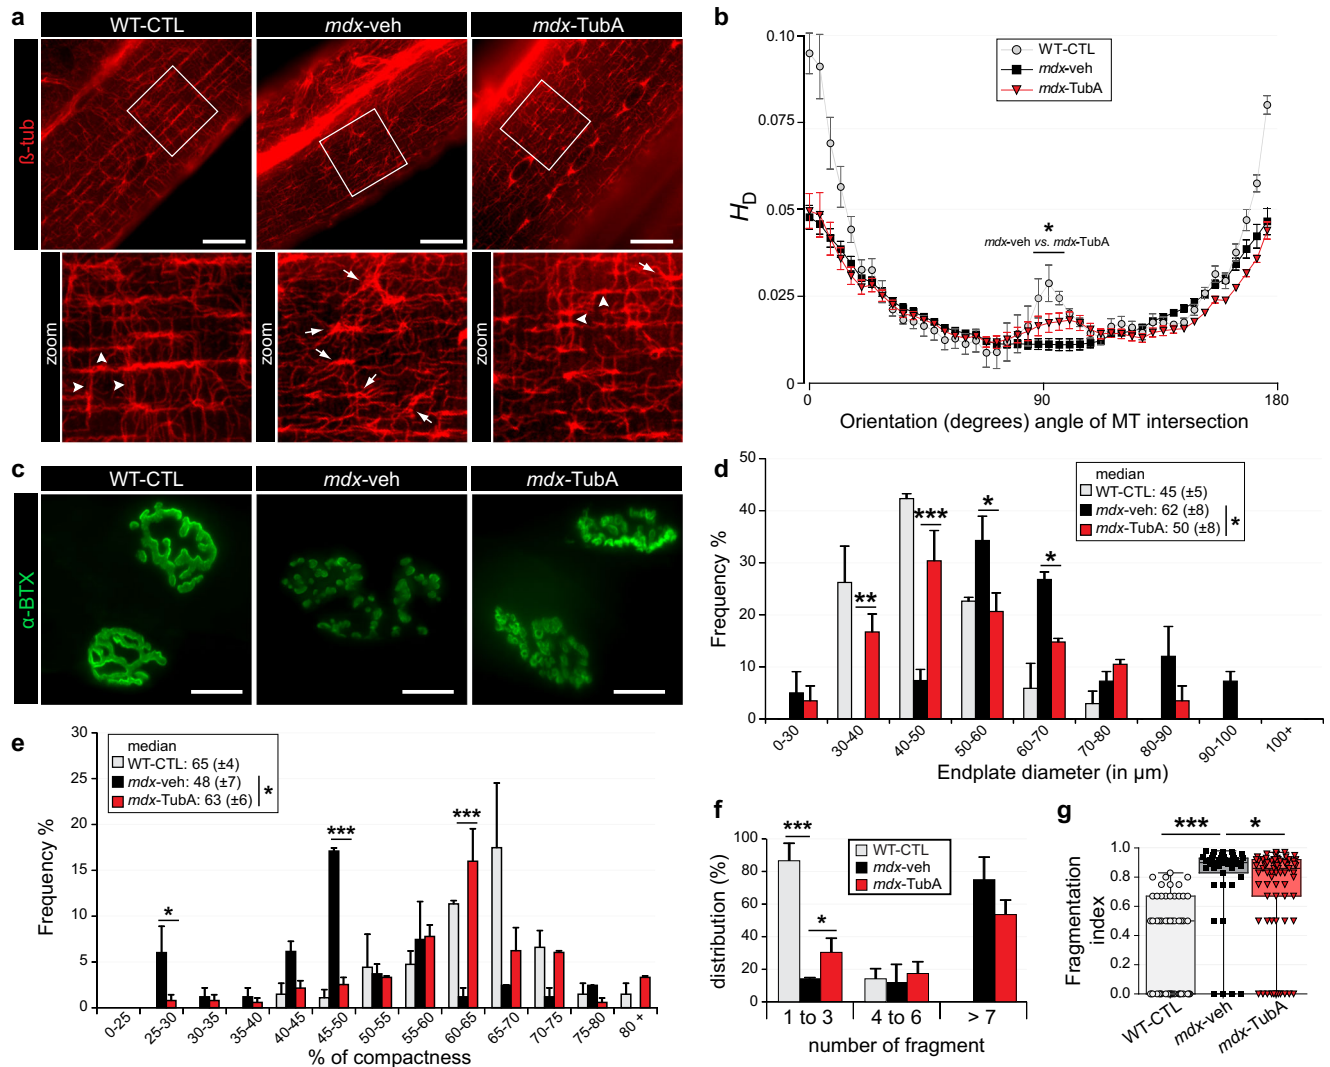 a
WT-CTL
mdx-veh
mdx-TubA
ß-tub
zoom
zoom
zoom
b
0.10
0.075
0.05
0.025
0
HD
WT-CTL
mdx-veh
mdx-TubA
*
mdx-veh vs. mdx-TubA
0
90
180
Orientation (degrees) angle of MT intersection
c
WT-CTL
mdx-veh
mdx-TubA
α-BTX
d
50
40
30
20
10
0
Frequency %
median
WT-CTL: 45 (±5)
mdx-veh: 62 (±8)
mdx-TubA: 50 (±8)
*
**
***
*
*
0-30
30-40
40-50
50-60
60-70
70-80
80-90
90-100
100+
Endplate diameter (in µm)
e
30
25
20
15
10
5
0
Frequency %
median
WT-CTL: 65 (±4)
mdx-veh: 48 (±7)
mdx-TubA: 63 (±6)
*
*
***
***
0-25
25-30
30-35
35-40
40-45
45-50
50-55
55-60
60-65
65-70
70-75
75-80
80 +
% of compactness
f
100
80
60
40
20
0
distribution (%)
WT-CTL
mdx-veh
mdx-TubA
***
*
1 to 3
4 to 6
> 7
number of fragment
g
***
*
1.0
0.8
0.6
0.4
0.2
0.0
Fragmentation
index
WT-CTL
mdx-veh
mdx-TubA